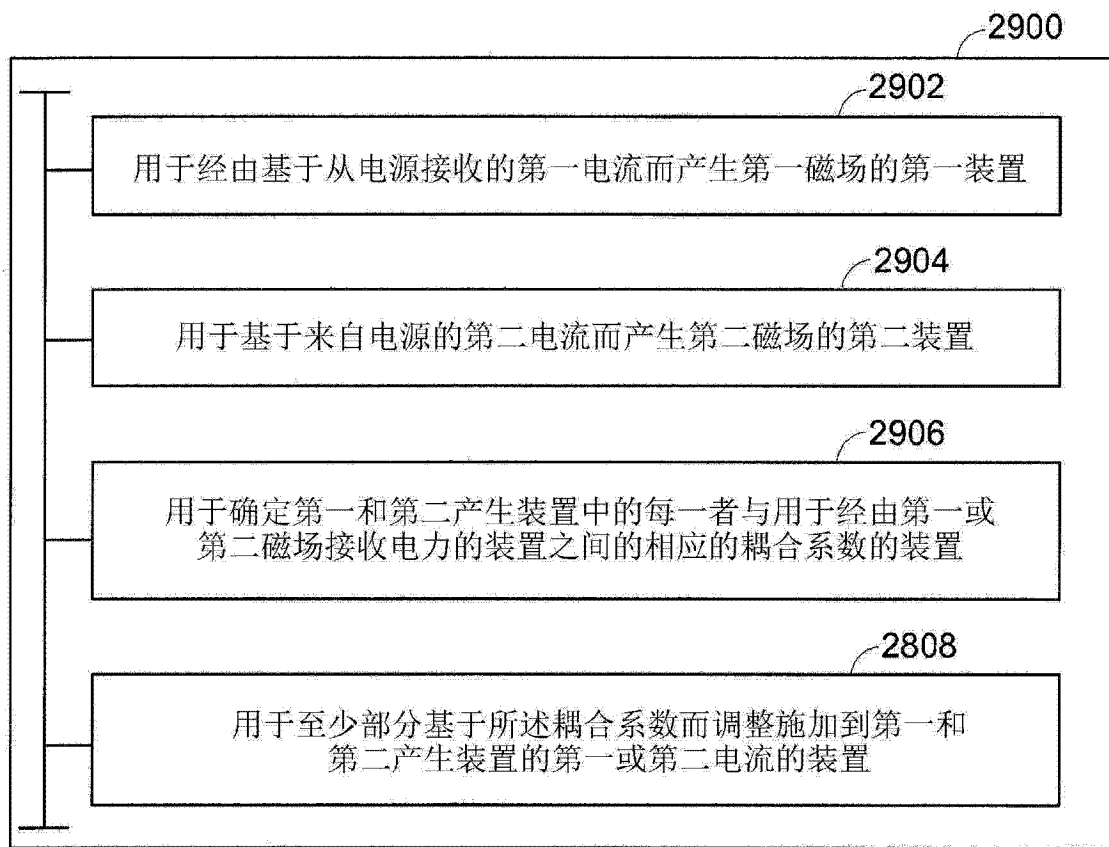 2900
2902
用于经由基于从电源接收的第一电流而产生第一磁场的第一装置
2904
用于基于来自电源的第二电流而产生第二磁场的第二装置
2906
用于确定第一和第二产生装置中的每一者与用于经由第一或
第二磁场接收电力的装置之间的相应的耦合系数的装置
2808
用于至少部分基于所述耦合系数而调整施加到第一和
第二产生装置的第一或第二电流的装置